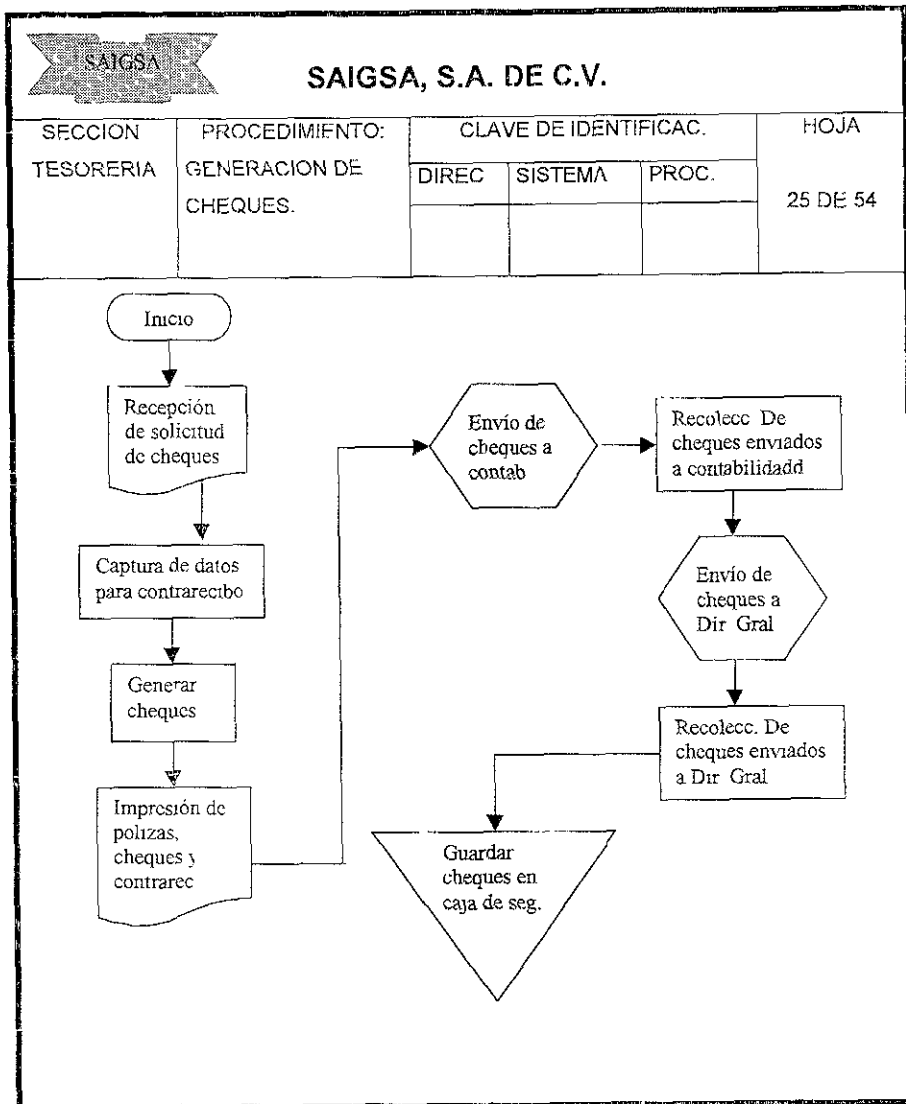 SAIGSA
SAIGSA, S.A. DE C.V.
SECCION
TESORERIA
PROCEDIMIENTO:
GENERACION DE
CHEQUES.
CLAVE DE IDENTIFICAC.
DIREC
SISTEMA
PROC.
HOJA
25 DE 54
Inicio
Recepción
de solicitud
de cheques
Captura de datos
para contrarecibo
Generar
cheques
Impresión de
polizas,
cheques y
contrarec
Envío de
cheques a
contab
Recolecc De
cheques enviados
a contabilidadd
Envío de
cheques a
Dir Gral
Recolecc. De
cheques enviados
a Dir Gral
Guardar
cheques en
caja de seg.